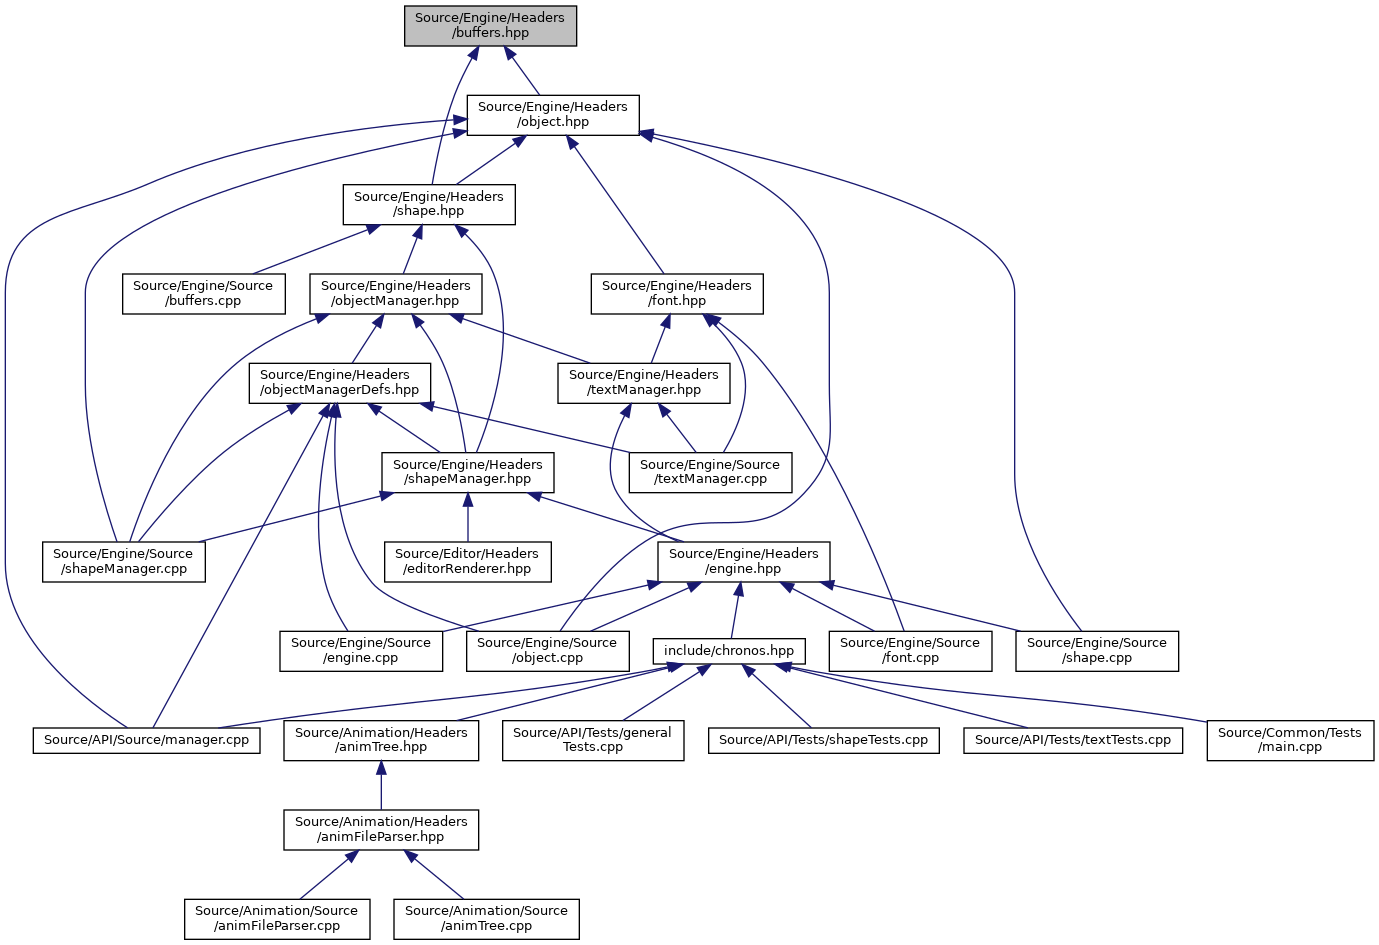 Source/Engine/Headers
/buffers.hpp
Source/Engine/Headers
/object.hpp
Source/Engine/Headers
/shape.hpp
Source/Engine/Source
/buffers.cpp
Source/Engine/Headers
/objectManager.hpp
Source/Engine/Headers
/font.hpp
Source/Engine/Headers
/objectManagerDefs.hpp
Source/Engine/Headers
/textManager.hpp
Source/Engine/Headers
/shapeManager.hpp
Source/Engine/Source
/textManager.cpp
Source/Engine/Source
/shapeManager.cpp
Source/Editor/Headers
/editorRenderer.hpp
Source/Engine/Headers
/engine.hpp
Source/Engine/Source
/engine.cpp
Source/Engine/Source
/object.cpp
include/chronos.hpp
Source/Engine/Source
/font.cpp
Source/Engine/Source
/shape.cpp
Source/API/Source/manager.cpp
Source/Animation/Headers
/animTree.hpp
Source/API/Tests/general
Tests.cpp
Source/API/Tests/shapeTests.cpp
Source/API/Tests/textTests.cpp
Source/Common/Tests
/main.cpp
Source/Animation/Headers
/animFileParser.hpp
Source/Animation/Source
/animFileParser.cpp
Source/Animation/Source
/animTree.cpp